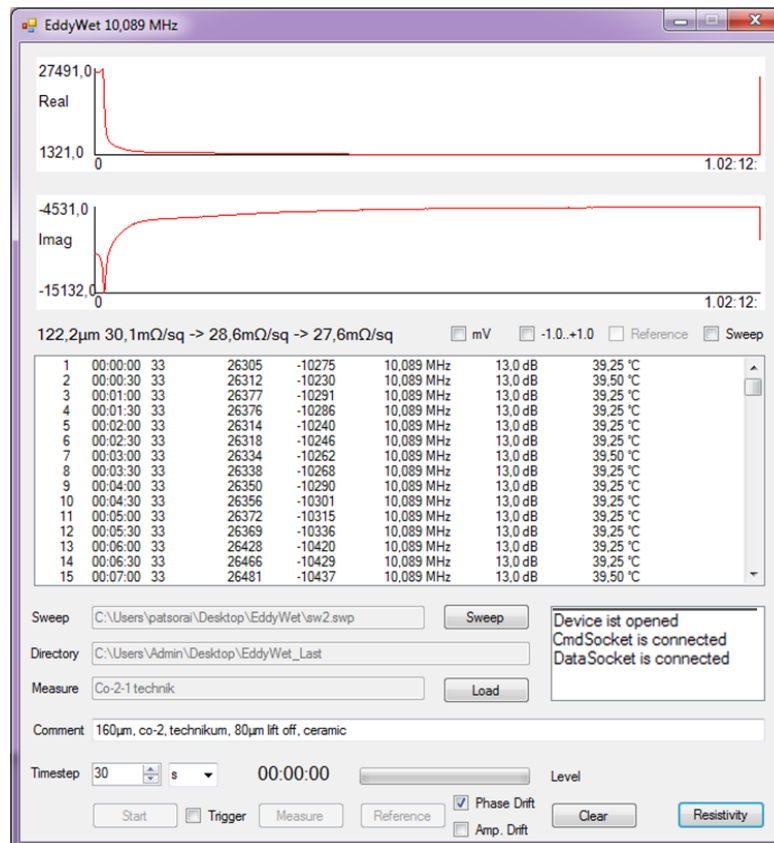 EddyWet 10,089 MHz
27491,0
Real
1321,0
0 1.02:12:
-4531,0
Imag
-15132,0
0 1.02:12:
122,2µm 30,1mΩ/sq -> 28,6mΩ/sq -> 27,6mΩ/sq mV -1.0..+1.0 Reference Sweep
1 00:00:00 33 26305 -10275 10,089 MHz 13,0 dB 39,25 °C
2 00:00:30 33 26312 -10230 10,089 MHz 13,0 dB 39,50 °C
3 00:01:00 33 26377 -10291 10,089 MHz 13,0 dB 39,25 °C
4 00:01:30 33 26376 -10286 10,089 MHz 13,0 dB 39,25 °C
5 00:02:00 33 26314 -10240 10,089 MHz 13,0 dB 39,25 °C
6 00:02:30 33 26318 -10246 10,089 MHz 13,0 dB 39,25 °C
7 00:03:00 33 26334 -10262 10,089 MHz 13,0 dB 39,50 °C
8 00:03:30 33 26338 -10268 10,089 MHz 13,0 dB 39,25 °C
9 00:04:00 33 26350 -10290 10,089 MHz 13,0 dB 39,25 °C
10 00:04:30 33 26356 -10301 10,089 MHz 13,0 dB 39,25 °C
11 00:05:00 33 26372 -10315 10,089 MHz 13,0 dB 39,25 °C
12 00:05:30 33 26369 -10336 10,089 MHz 13,0 dB 39,25 °C
13 00:06:00 33 26428 -10420 10,089 MHz 13,0 dB 39,25 °C
14 00:06:30 33 26466 -10429 10,089 MHz 13,0 dB 39,25 °C
15 00:07:00 33 26481 -10437 10,089 MHz 13,0 dB 39,50 °C
Sweep C:\Users\patsorai\Desktop\EddyWet\sw2.swp Sweep
Device ist opened
CmdSocket is connected
DataSocket is connected
Directory C:\Users\Admin\Desktop\EddyWet_Last
Measure Co-2-1 technik Load
Comment 160µm, co-2, technikum, 80µm lift off, ceramic
Timestep 30 s 00:00:00 Level
Start Trigger Measure Reference Phase Drift Clear Resistivity
Amp. Drift